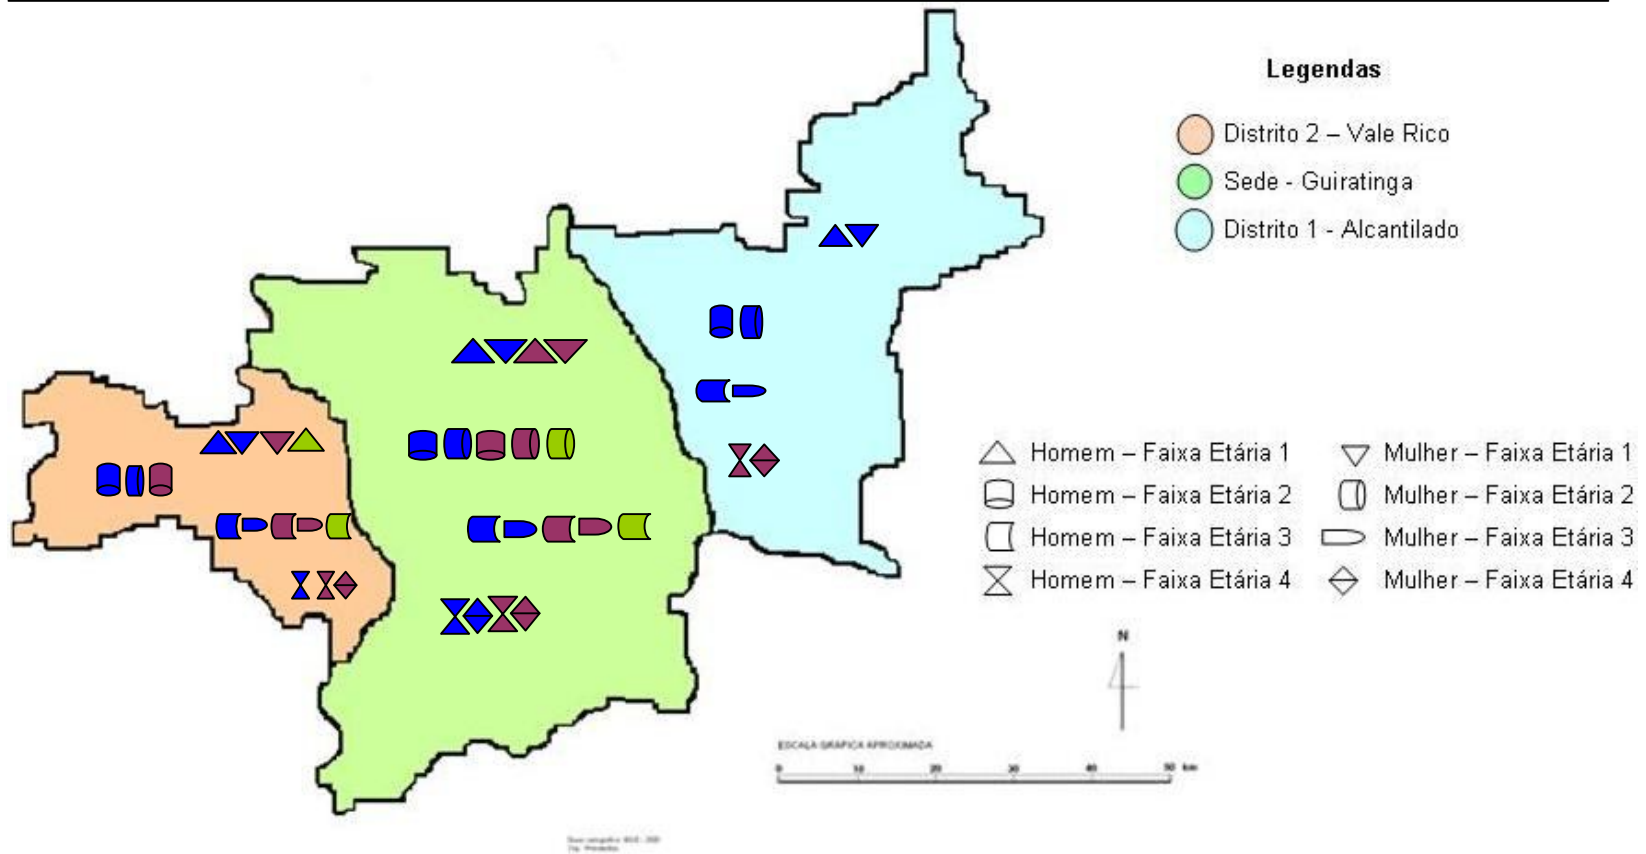 Legendas
Distrito 2 – Vale Rico
Sede - Guiratinga
Distrito 1 - Alcantilado
Homem – Faixa Etária 1
Mulher – Faixa Etária 1
Homem – Faixa Etária 2
Mulher – Faixa Etária 2
Homem – Faixa Etária 3
Mulher – Faixa Etária 3
Homem – Faixa Etária 4
Mulher – Faixa Etária 4
N
ESCALA GRÁFICA APROXIMADA
0 10 20 30 40 50 km